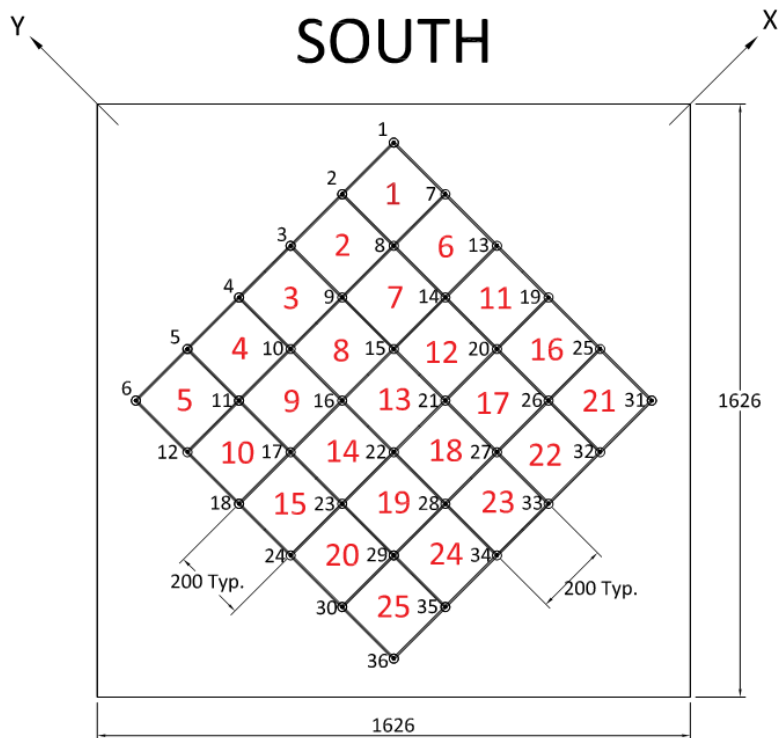 Y SOUTH X
1
2 1 7
3 2 8 6 13
4 3 9 7 14 11 19
5 4 10 8 15 12 20 16 25
6 5 11 9 16 13 21 17 26 21 31 1626
12 10 17 14 22 18 27 22 32
18 15 23 19 28 23 33
24 20 29 24 34
200 Typ. 200 Typ.
30 25 35
36
1626